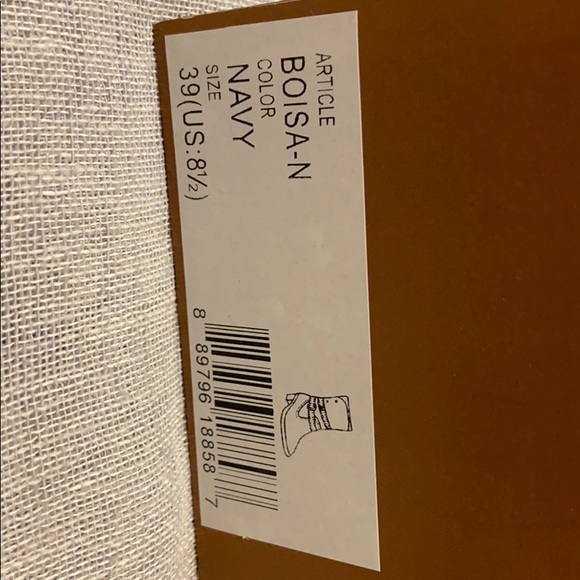 ARTICLE
BOISA-N
COLOR
NAVY
SIZE
39(US:8½)
8 89796 18858 7